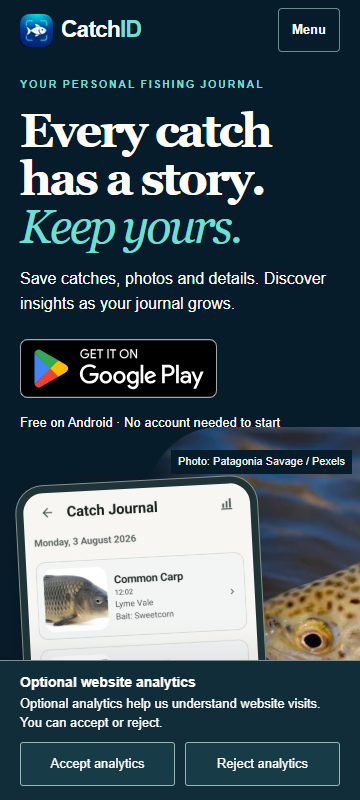 CatchID
Menu
YOUR PERSONAL FISHING JOURNAL
Every catch
has a story.
Keep yours.
Save catches, photos and details. Discover
insights as your journal grows.
GET IT ON
Google Play
Free on Android · No account needed to start
Photo: Patagonia Savage / Pexels
Catch Journal
Monday, 3 August 2026
Common Carp
12:02
Lyme Vale
Bait: Sweetcorn
Optional website analytics
Optional analytics help us understand website visits.
You can accept or reject.
Accept analytics
Reject analytics